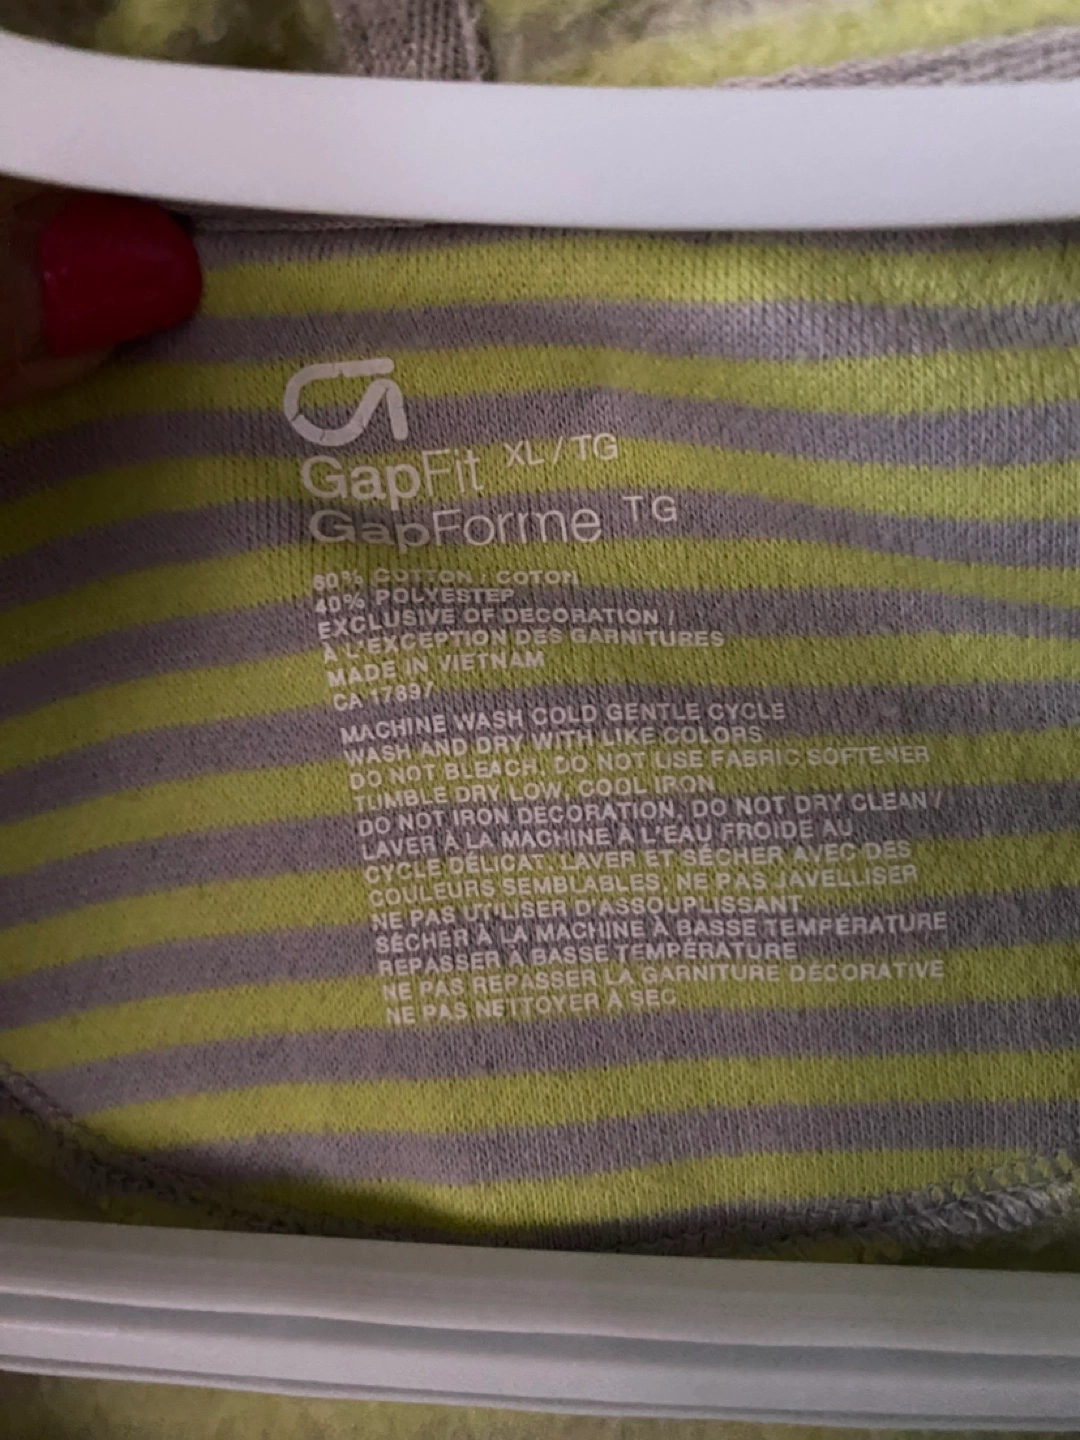 GapFit XL / TG
GapForme TG
60% COTTON / COTON
40% POLYESTER
EXCLUSIVE OF DECORATION /
À L'EXCEPTION DES GARNITURES
MADE IN VIETNAM
CA 17897
MACHINE WASH COLD GENTLE CYCLE
WASH AND DRY WITH LIKE COLORS
DO NOT BLEACH, DO NOT USE FABRIC SOFTENER
TUMBLE DRY LOW, COOL IRON
DO NOT IRON DECORATION, DO NOT DRY CLEAN /
LAVER À LA MACHINE À L'EAU FROIDE AU
CYCLE DÉLICAT, LAVER ET SÉCHER AVEC DES
COULEURS SEMBLABLES, NE PAS JAVELLISER
NE PAS UTILISER D'ASSOUPLISSANT
SÉCHER À LA MACHINE À BASSE TEMPÉRATURE
REPASSER À BASSE TEMPÉRATURE
NE PAS REPASSER LA GARNITURE DÉCORATIVE
NE PAS NETTOYER À SEC